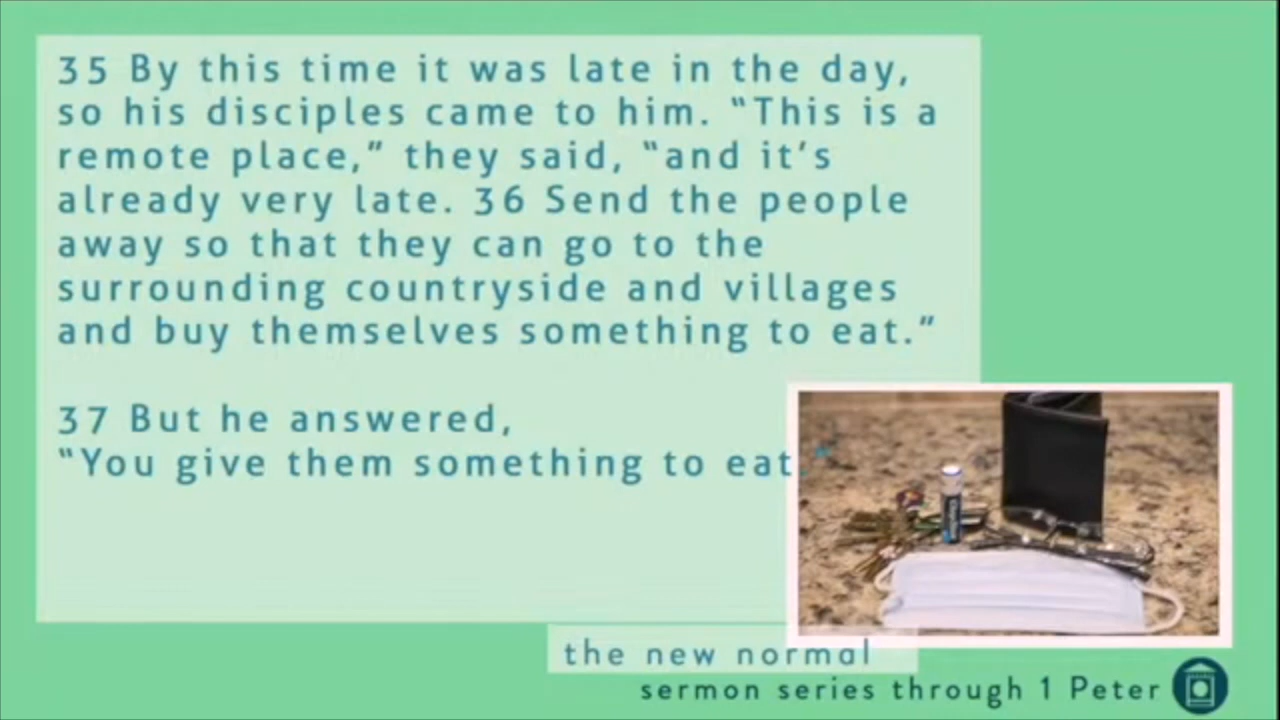 35 By this time it was late in the day,
so his disciples came to him. “This is a
remote place,” they said, “and it’s
already very late. 36 Send the people
away so that they can go to the
surrounding countryside and villages
and buy themselves something to eat.”
37 But he answered,
“You give them something to eat.”
the new normal
sermon series through 1 Peter